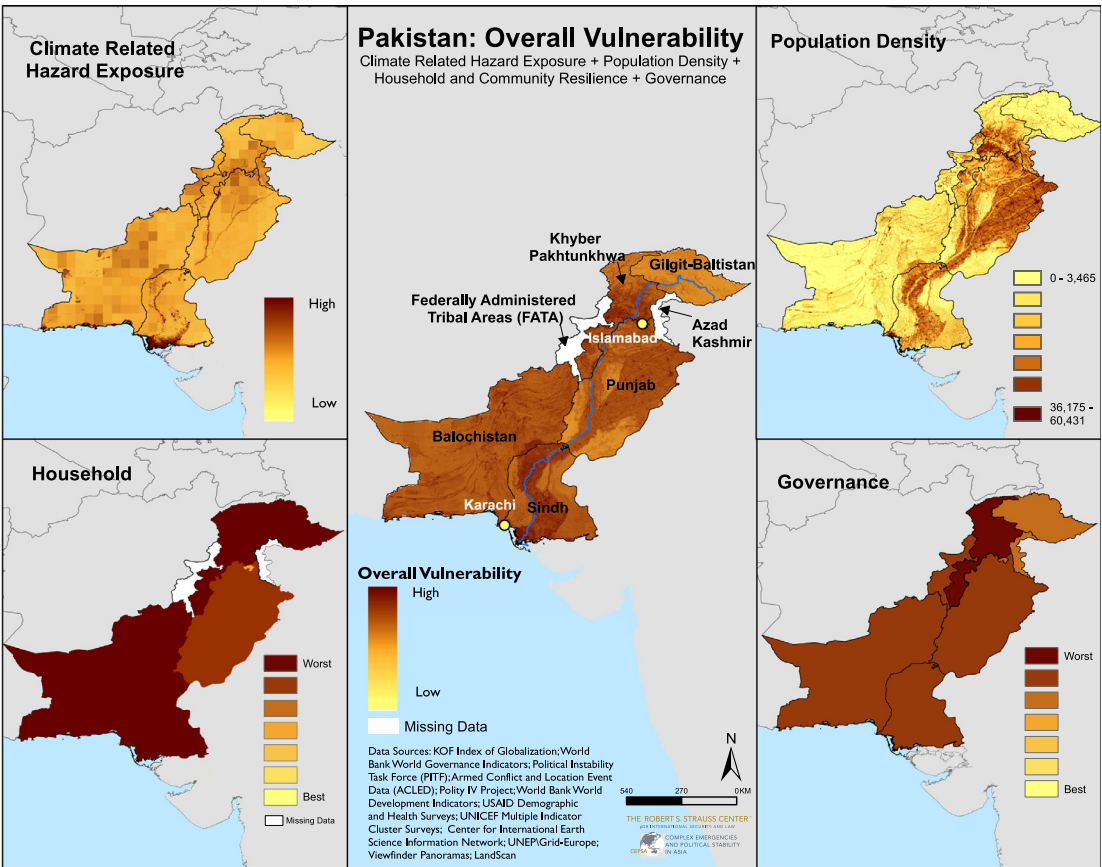 Climate Related
Hazard Exposure
High
Low
Pakistan: Overall Vulnerability
Climate Related Hazard Exposure + Population Density +
Household and Community Resilience + Governance
Khyber
Pakhtunkhwa
Gilgit-Baltistan
Federally Administered
Tribal Areas (FATA)
Azad
Kashmir
Islamabad
Punjab
Balochistan
Karachi
Sindh
Overall Vulnerability
High
Low
Missing Data
Data Sources: KOF Index of Globalization; World
Bank World Governance Indicators; Political Instability
Task Force (PITF); Armed Conflict and Location Event
Data (ACLED); Polity IV Project; World Bank World
Development Indicators; USAID Demographic
and Health Surveys; UNICEF Multiple Indicator
Cluster Surveys; Center for International Earth
Science Information Network; UNEP\Grid-Europe;
Viewfinder Panoramas; LandScan
N
540 270 0KM
THE ROBERT S. STRAUSS CENTER
FOR INTERNATIONAL SECURITY AND LAW
CEPSA
COMPLEX EMERGENCIES
AND POLITICAL STABILITY
IN ASIA
Population Density
0 - 3,465
36,175 -
60,431
Household
Worst
Best
Missing Data
Governance
Worst
Best